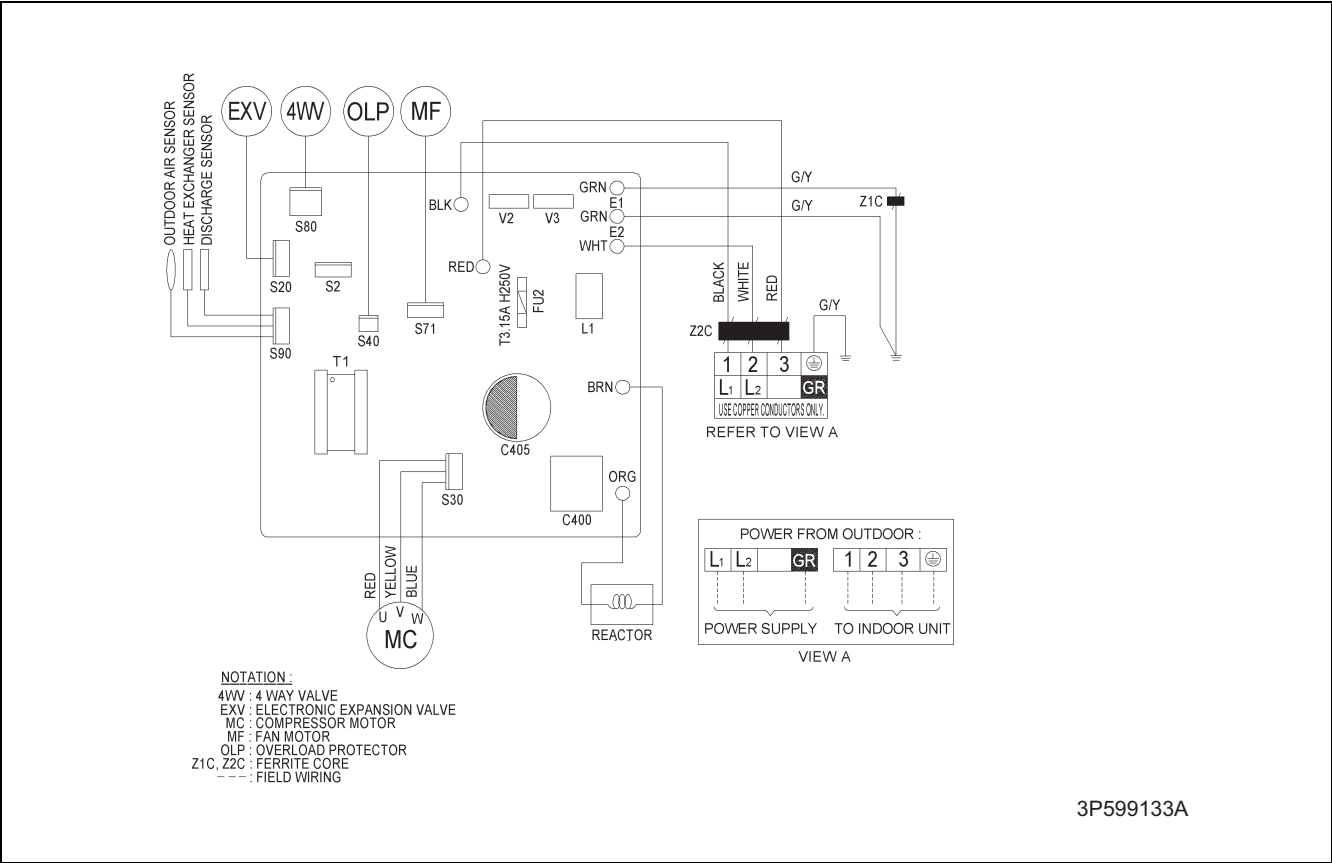 OUTDOOR AIR SENSOR
HEAT EXCHANGER SENSOR
DISCHARGE SENSOR
EXV
4WV
OLP
MF
S80
S20
S2
S90
S40
S71
T1
BLK
RED
V2
V3
GRN
E1
GRN
E2
WHT
T3.15A H250V
FU2
L1
BRN
C405
S30
C400
ORG
G/Y
G/Y
Z1C
BLACK
WHITE
RED
G/Y
Z2C
1 2 3
L1 L2 GR
USE COPPER CONDUCTORS ONLY.
REFER TO VIEW A
RED
YELLOW
BLUE
U V W
MC
REACTOR
POWER FROM OUTDOOR :
L1 L2 GR 1 2 3
POWER SUPPLY TO INDOOR UNIT
VIEW A
NOTATION :
4WV : 4 WAY VALVE
EXV : ELECTRONIC EXPANSION VALVE
MC : COMPRESSOR MOTOR
MF : FAN MOTOR
OLP : OVERLOAD PROTECTOR
Z1C, Z2C : FERRITE CORE
--- : FIELD WIRING
3P599133A